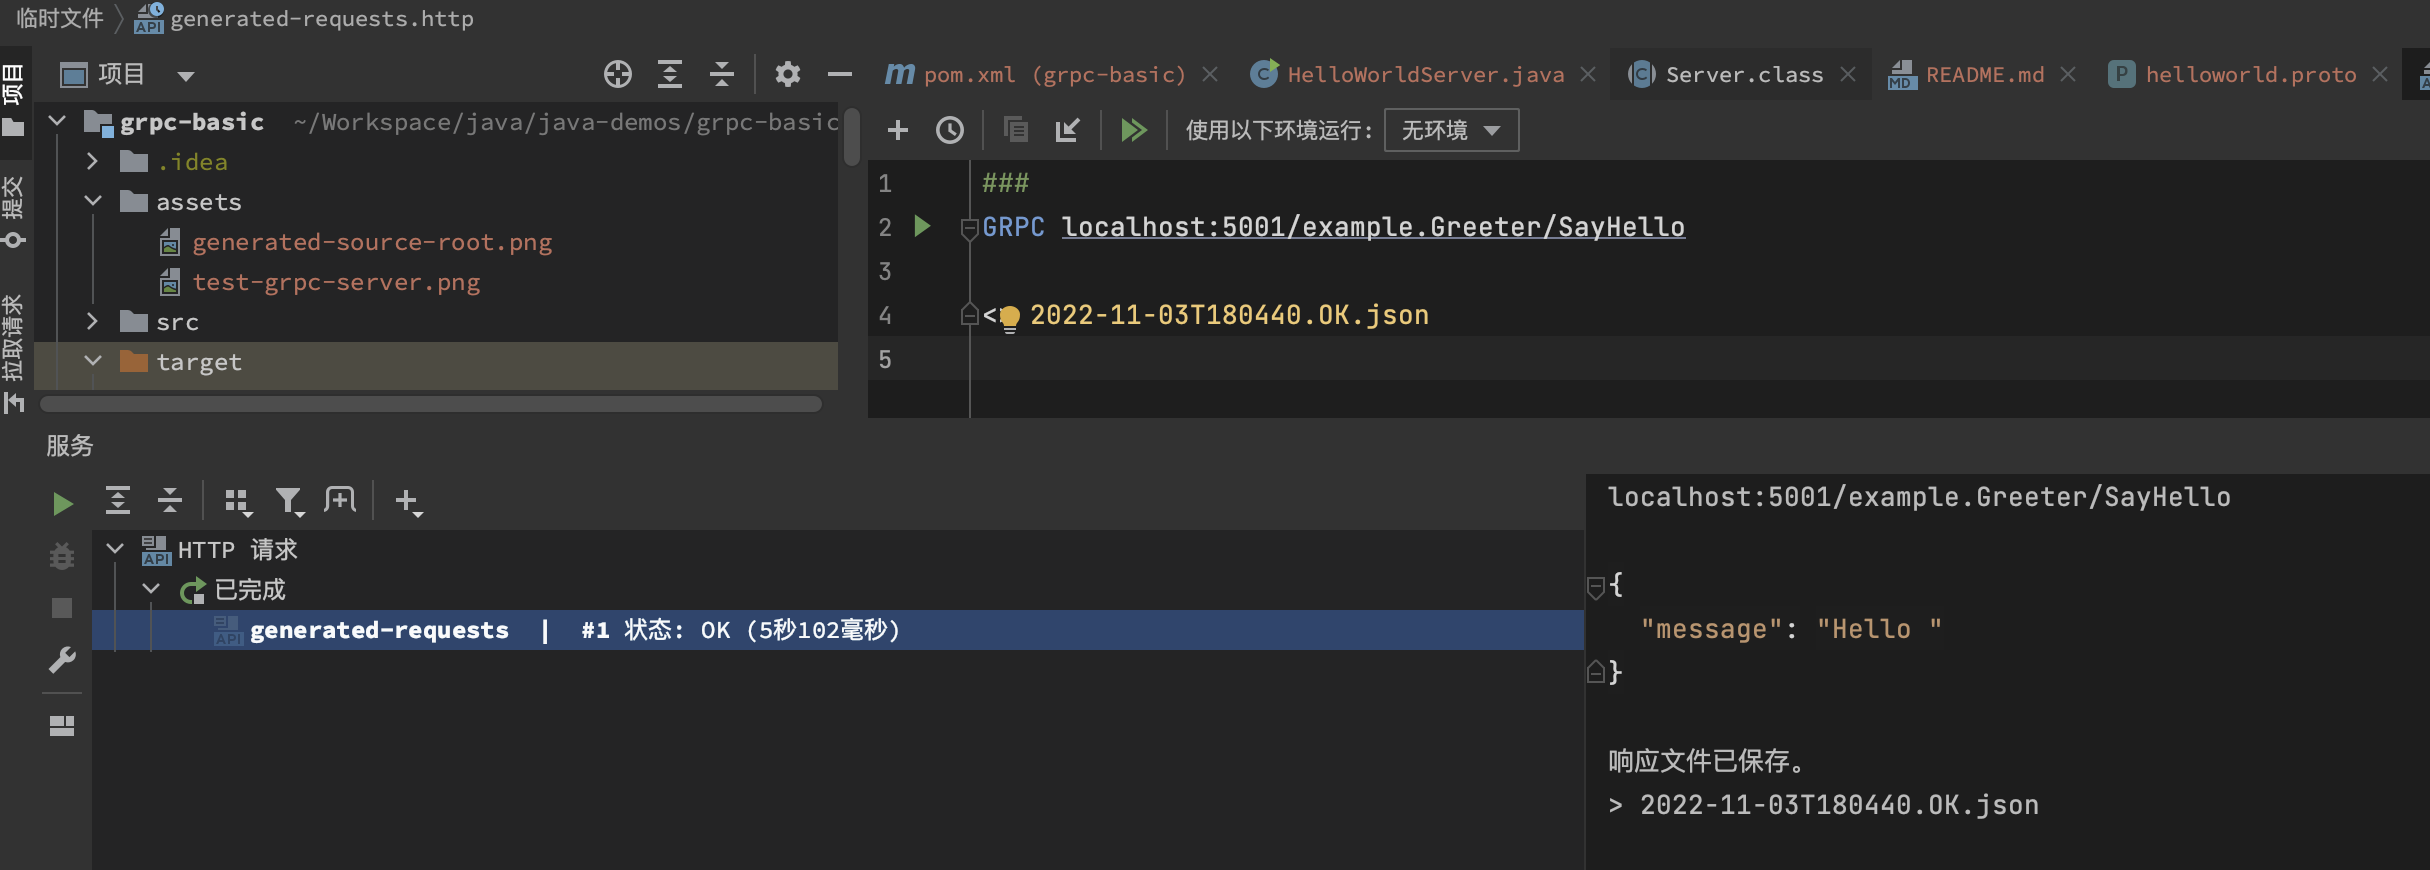 临时文件 generated-requests.http
项目
提交
拉取请求
项目
grpc-basic ~/Workspace/java/java-demos/grpc-basic
.idea
assets
generated-source-root.png
test-grpc-server.png
src
target
pom.xml (grpc-basic) HelloWorldServer.java Server.class README.md helloworld.proto
使用以下环境运行: 无环境
1 ###
2 GRPC localhost:5001/example.Greeter/SayHello
3
4 < 2022-11-03T180440.OK.json
5
服务
HTTP 请求
已完成
generated-requests | #1 状态: OK (5秒102毫秒)
localhost:5001/example.Greeter/SayHello
{
"message": "Hello "
}
响应文件已保存。
> 2022-11-03T180440.OK.json